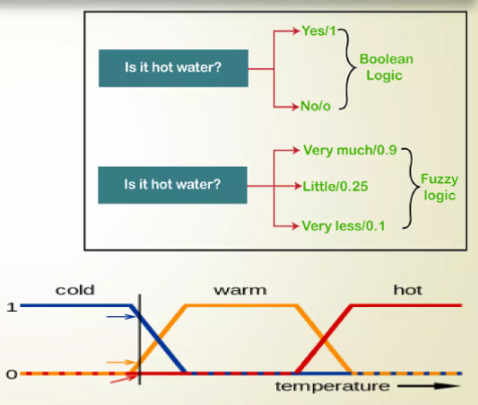 Is it hot water?
Yes/1
No/o
Boolean
Logic
Is it hot water?
Very much/0.9
Little/0.25
Very less/0.1
Fuzzy
logic
cold warm hot
1
0
temperature